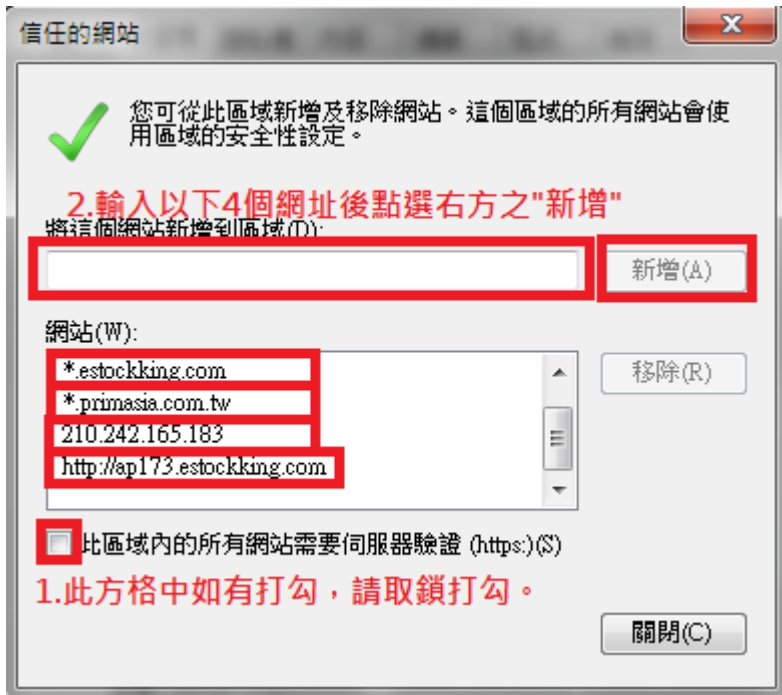 信任的網站
您可從此區域新增及移除網站。這個區域的所有網站會使
用區域的安全性設定。
2.輸入以下4個網址後點選右方之"新增"
將這個網站新增到區域(D):
新增(A)
網站(W):
*.estockking.com
*.primasia.com.tw
210.242.165.183
http://ap173.estockking.com
移除(R)
此區域內的所有網站需要伺服器驗證 (https:)(S)
1.此方格中如有打勾，請取鎖打勾。
關閉(C)